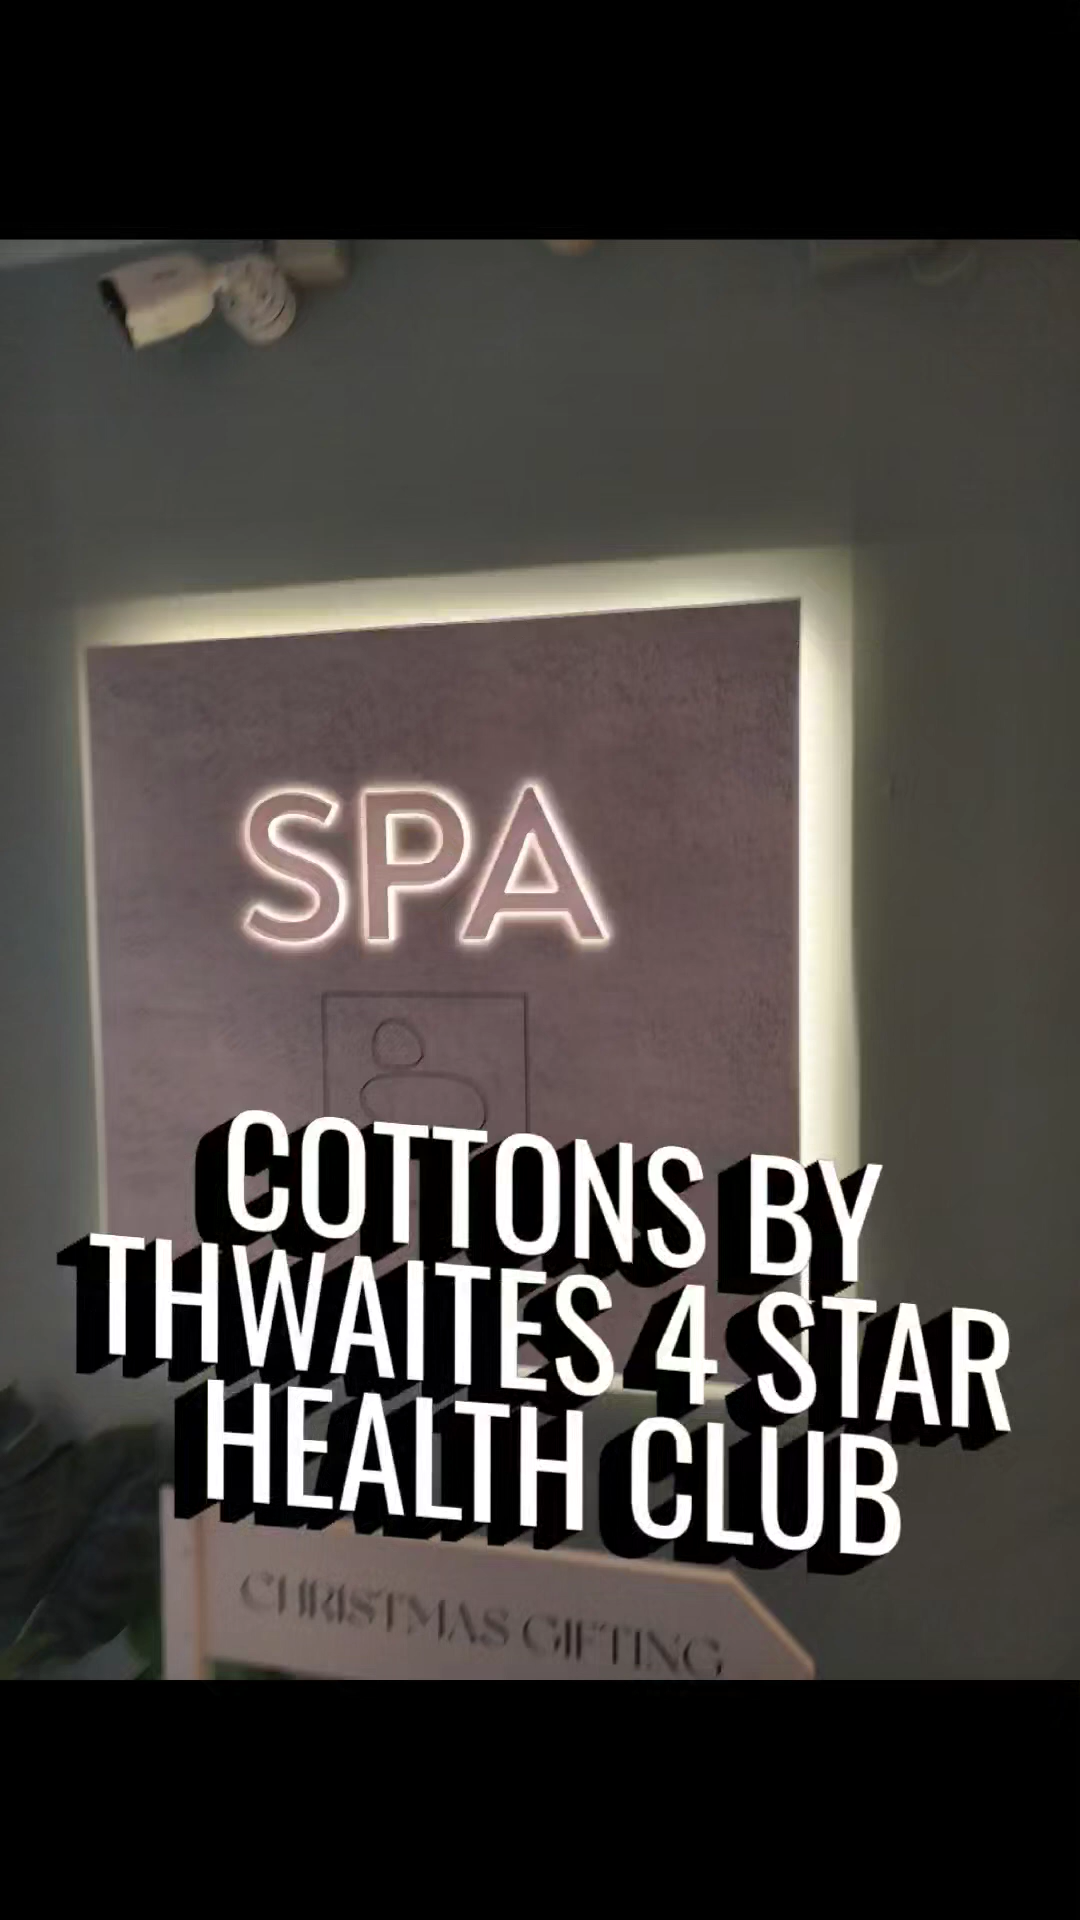 SPA
COTTONS BY
THWAITES 4 STAR
HEALTH CLUB
CHRISTMAS GIFTING